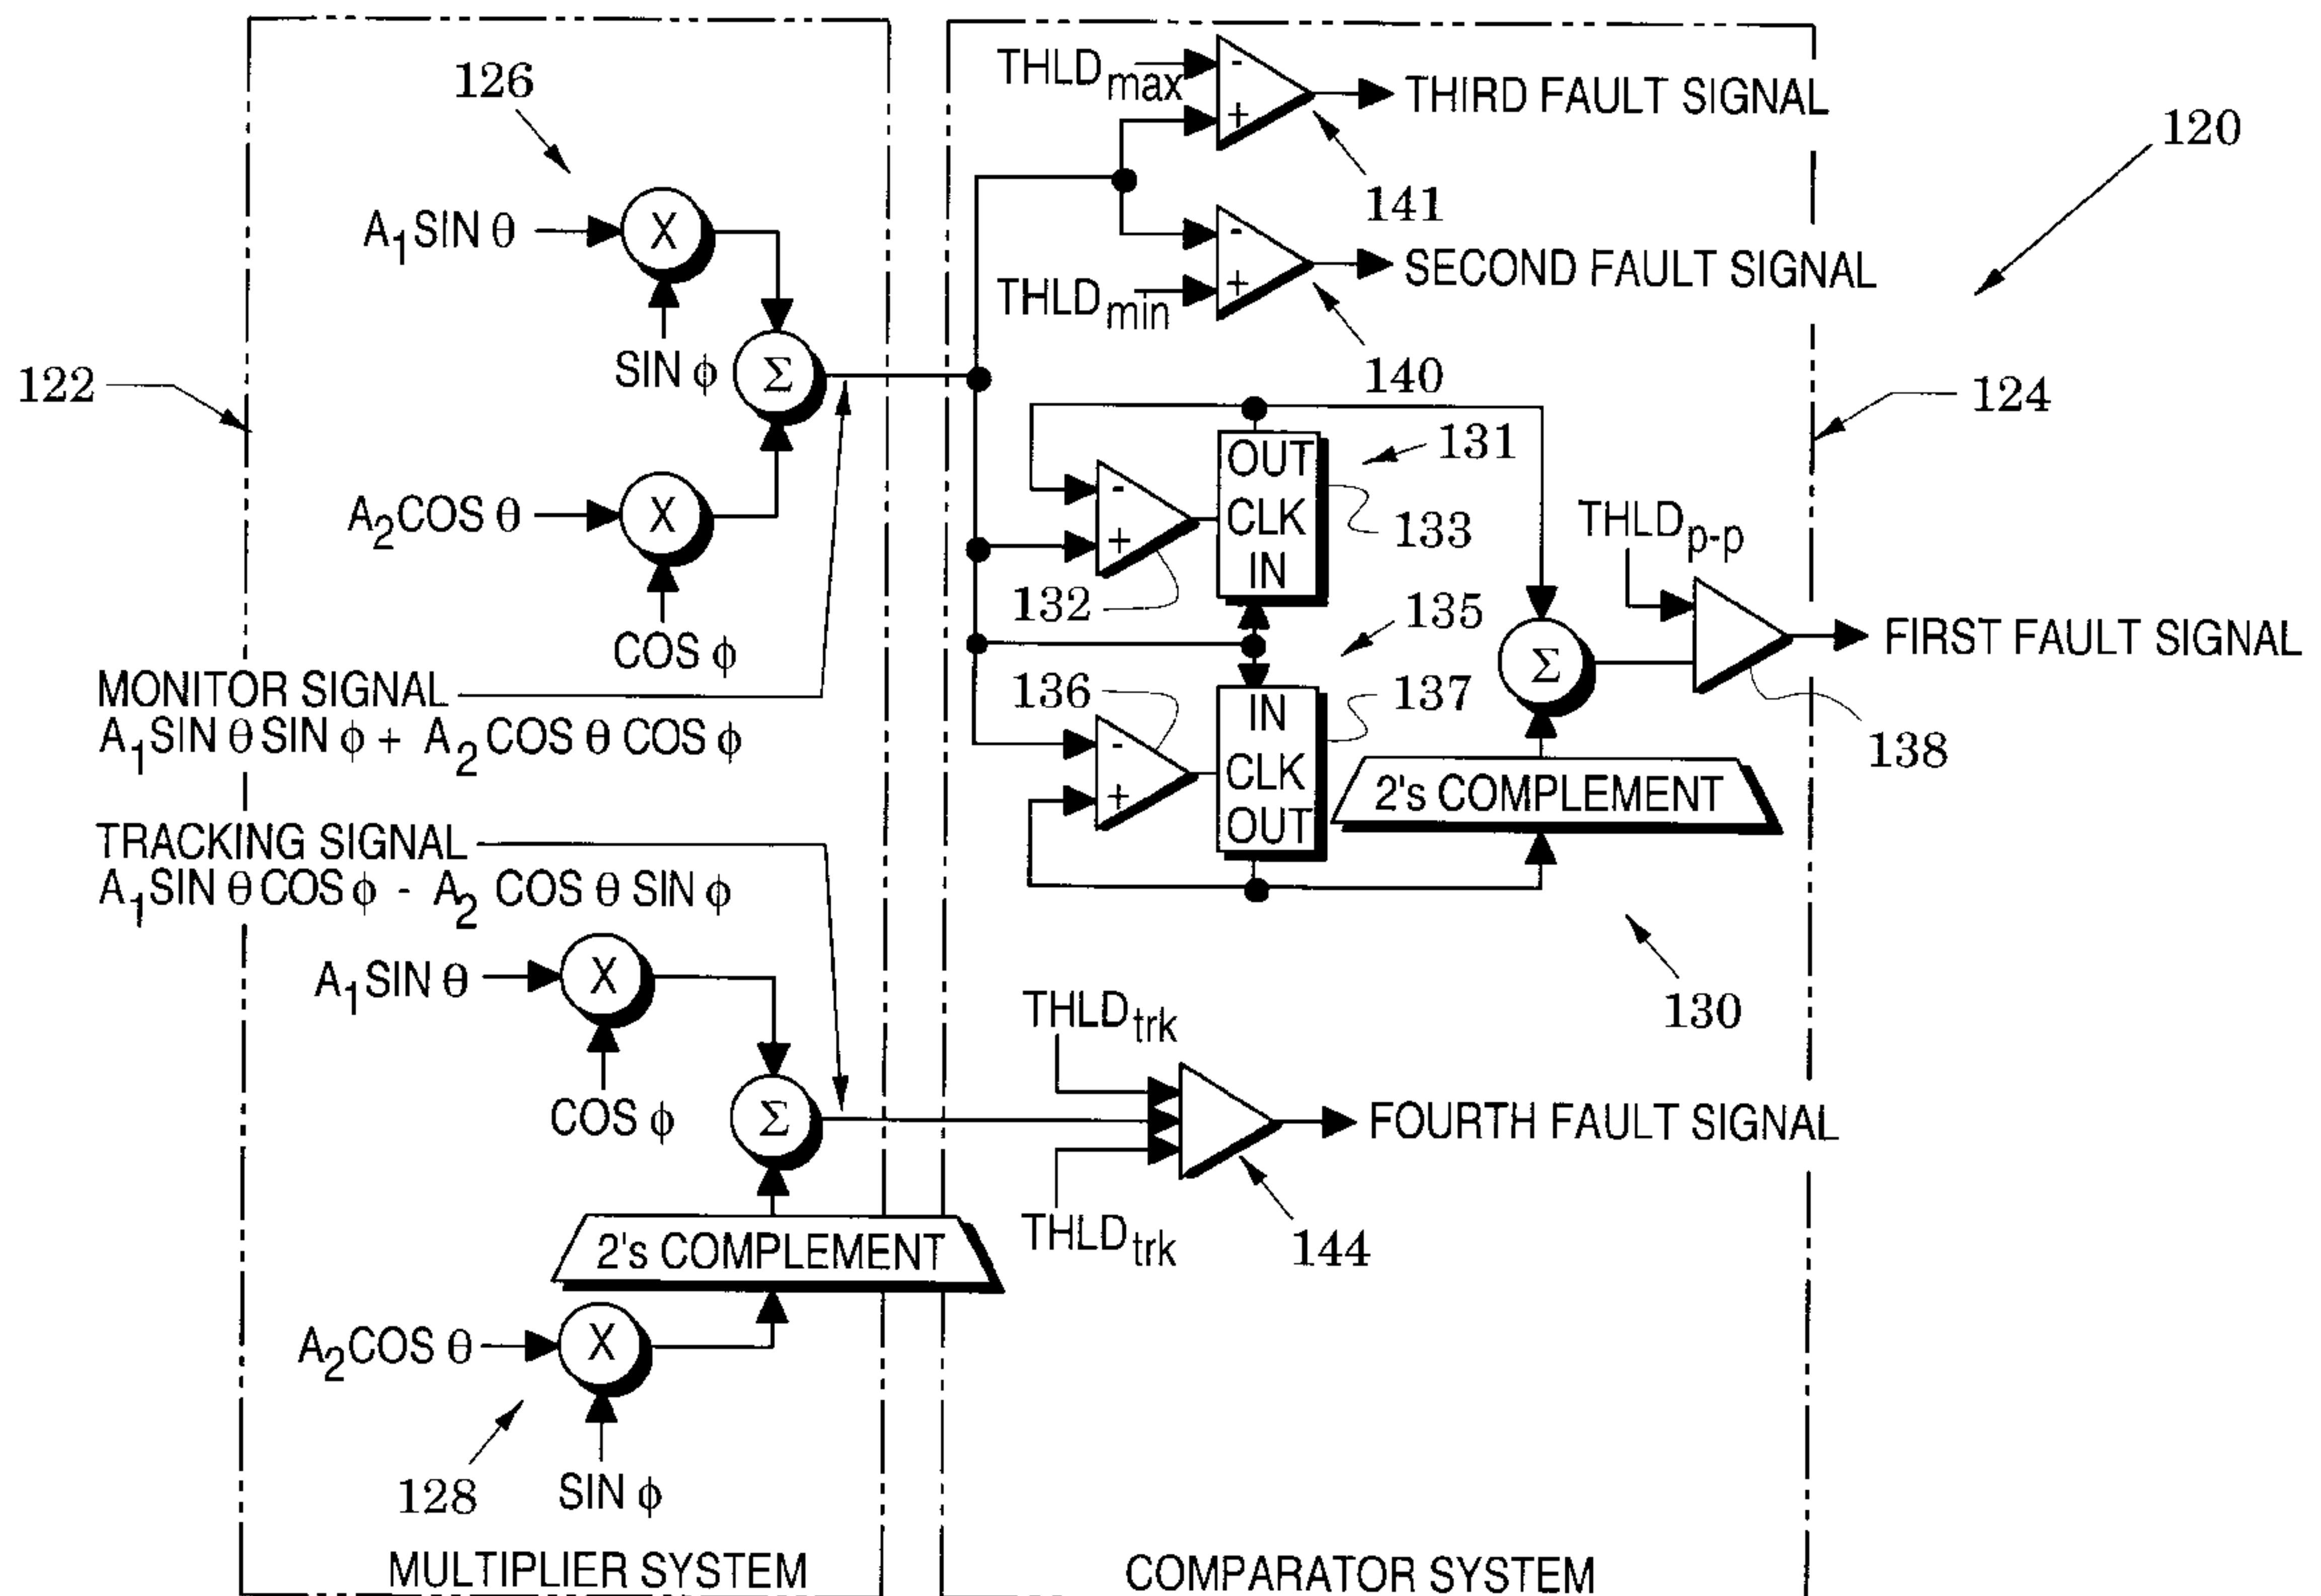 126
THLDmax
-
+
THIRD FAULT SIGNAL
120
141
A1SIN θ
X
SIN ϕ
-
+
THLDmin
SECOND FAULT SIGNAL
140
122
Σ
124
A2COS θ
X
COS ϕ
-
+
132
OUT
CLK
IN
131
133
135
THLDp-p
Σ
FIRST FAULT SIGNAL
138
MONITOR SIGNAL
A1SIN θ SIN ϕ + A2COS θ COS ϕ
136
-
+
IN
CLK
OUT
137
2's COMPLEMENT
TRACKING SIGNAL
A1SIN θ COS ϕ - A2 COS θ SIN ϕ
130
A1SIN θ
X
COS ϕ
Σ
THLDtrk
THLDtrk
FOURTH FAULT SIGNAL
144
2's COMPLEMENT
A2COS θ
X
SIN ϕ
128
MULTIPLIER SYSTEM
COMPARATOR SYSTEM